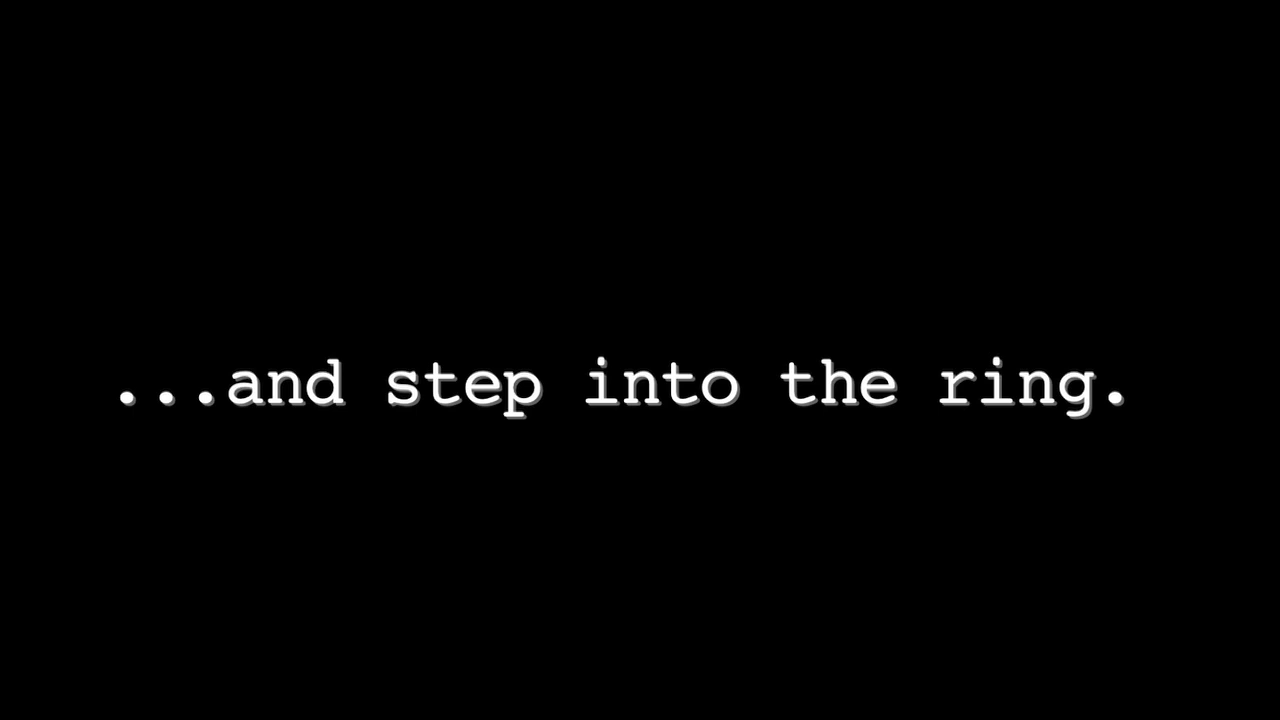 ...and step into the ring.